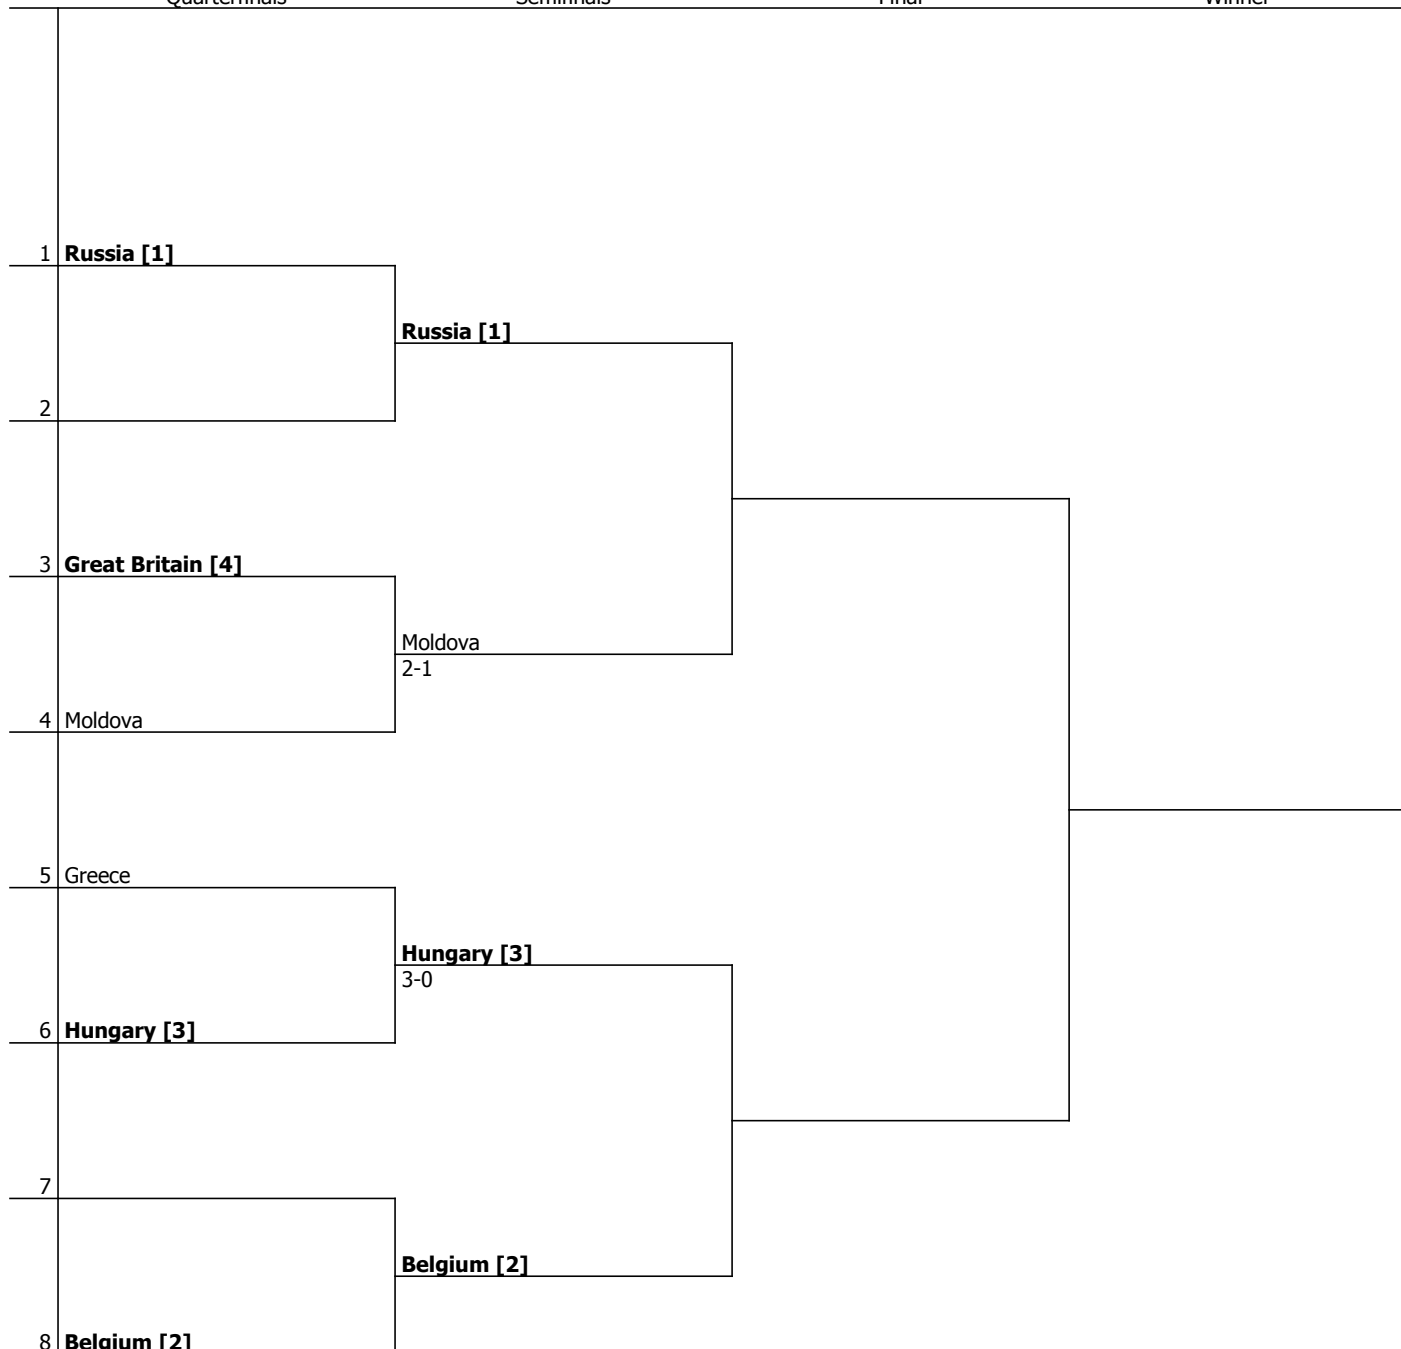 Quarterfinals Semifinals Final Winner
1 Russia [1]
Russia [1]
2
3 Great Britain [4]
Moldova
2-1
4 Moldova
5 Greece
Hungary [3]
3-0
6 Hungary [3]
7
Belgium [2]
8 Belgium [2]